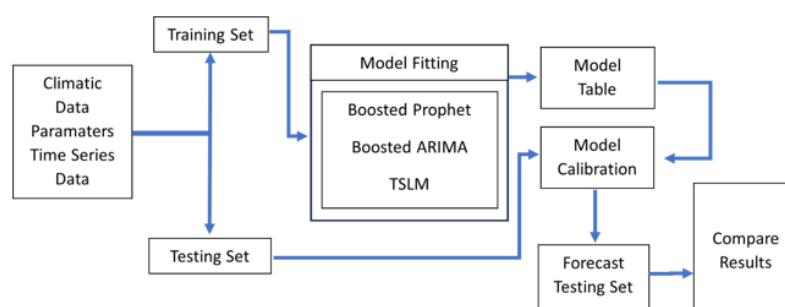 Training Set
Climatic
Data
Paramaters
Time Series
Data
Model Fitting
Boosted Prophet
Boosted ARIMA
TSLM
Model
Table
Model
Calibration
Testing Set
Forecast
Testing Set
Compare
Results